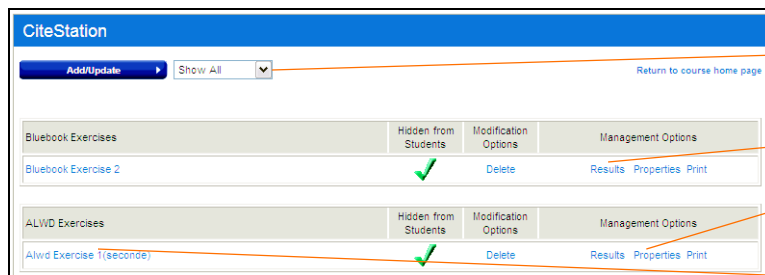 CiteStation
Add/Update Show All
Return to course home page
Bluebook Exercises Hidden from Students Modification Options Management Options
Bluebook Exercise 2 Delete Results Properties Print
ALWD Exercises Hidden from Students Modification Options Management Options
Alwd Exercise 1(seconde) Delete Results Properties Print